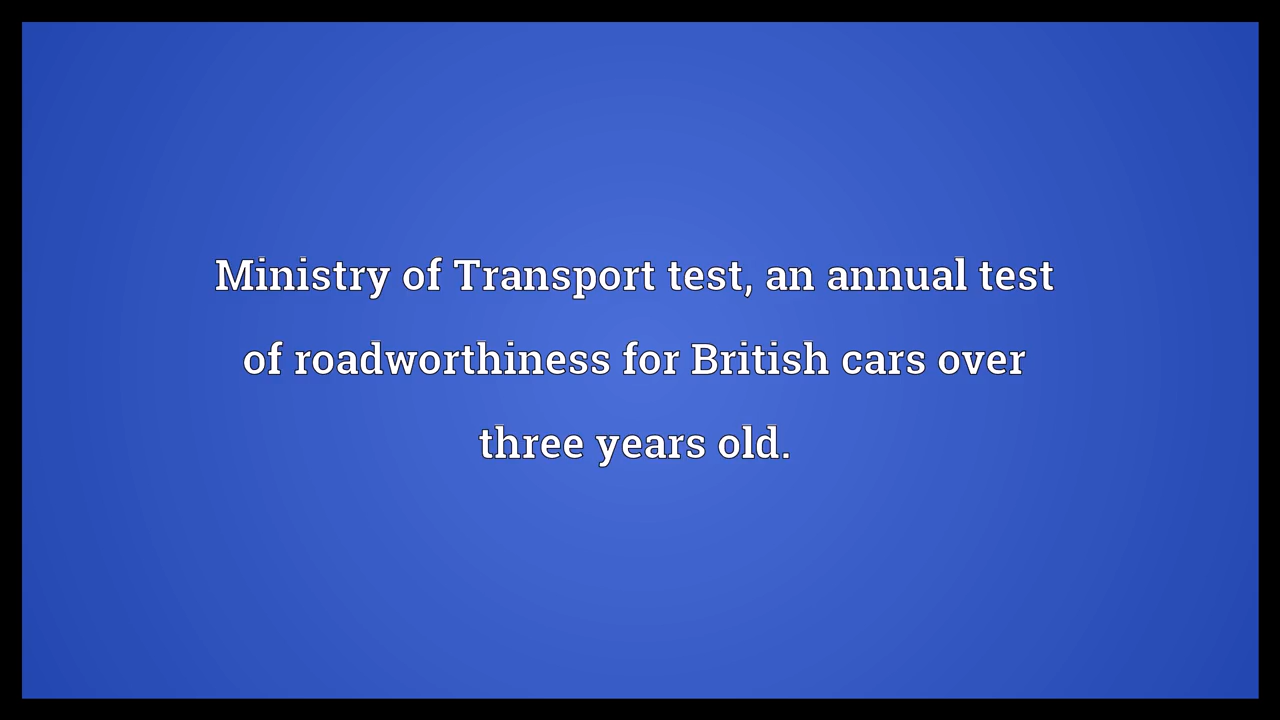 Ministry of Transport test, an annual test
of roadworthiness for British cars over
three years old.